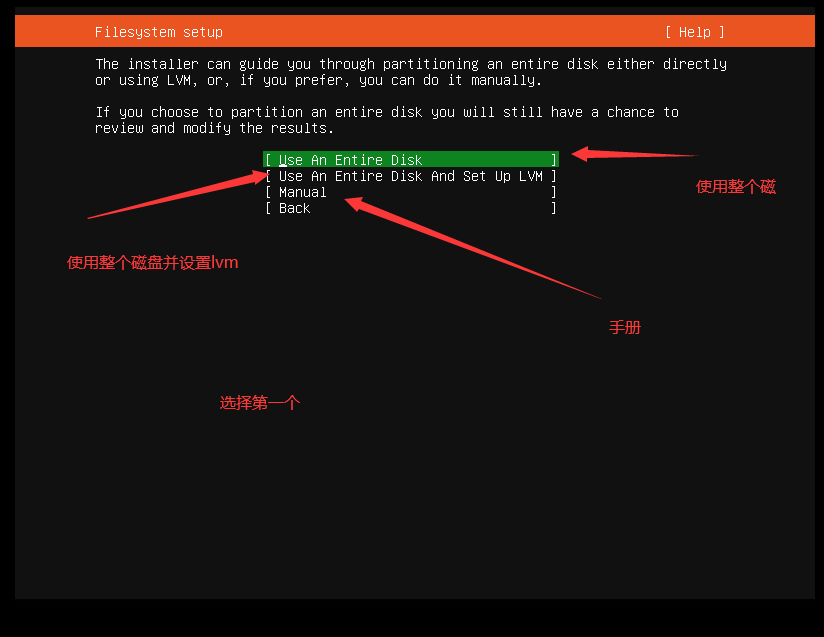 Filesystem setup [ Help ]
The installer can guide you through partitioning an entire disk either directly
or using LVM, or, if you prefer, you can do it manually.
If you choose to partition an entire disk you will still have a chance to
review and modify the results.
[ Use An Entire Disk ]
[ Use An Entire Disk And Set Up LVM ]
[ Manual ]
[ Back ]
使用整个磁
使用整个磁盘并设置lvm
手册
选择第一个